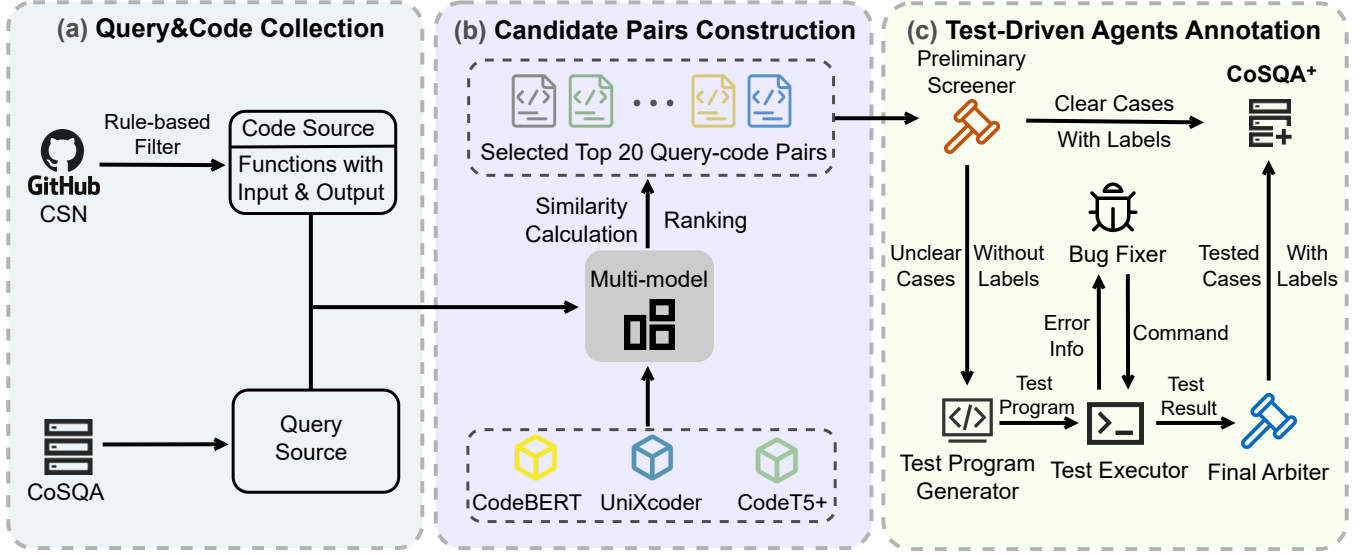 (a) Query&Code Collection
Rule-based
Filter
GitHub
CSN
Code Source
Functions with
Input & Output
CoSQA
Query
Source
(b) Candidate Pairs Construction
</>
</>
...
</>
</>
Selected Top 20 Query-code Pairs
Similarity
Calculation
Ranking
Multi-model
CodeBERT
UniXcoder
CodeT5+
(c) Test-Driven Agents Annotation
Preliminary
Screener
Clear Cases
With Labels
CoSQA+
Unclear
Cases
Without
Labels
Bug Fixer
Tested
Cases
With
Labels
Error
Info
Command
</>
Test Program
Generator
Test
Program
>_
Test Executor
Test
Result
Final Arbiter